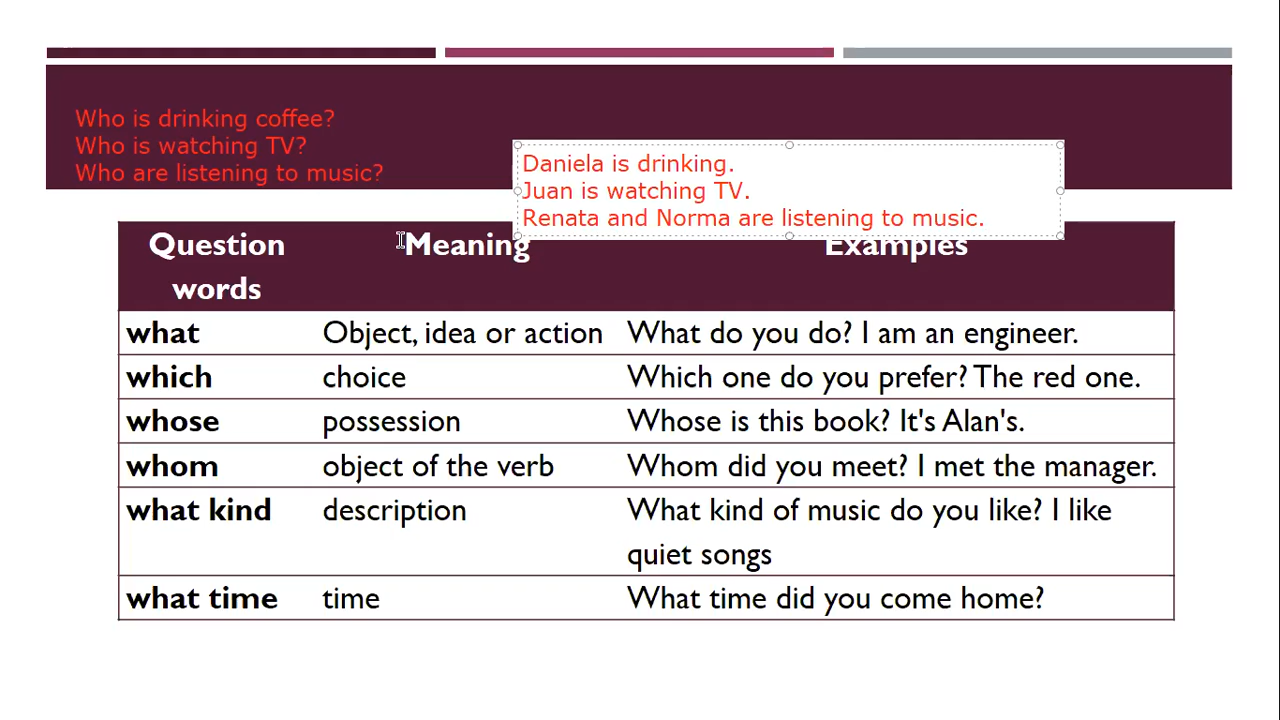 Who is drinking coffee?
Who is watching TV?
Who are listening to music?
Daniela is drinking.
Juan is watching TV.
Renata and Norma are listening to music.
Question words
Meaning
Examples
what
Object, idea or action
What do you do? I am an engineer.
which
choice
Which one do you prefer? The red one.
whose
possession
Whose is this book? It's Alan's.
whom
object of the verb
Whom did you meet? I met the manager.
what kind
description
What kind of music do you like? I like
quiet songs
what time
time
What time did you come home?